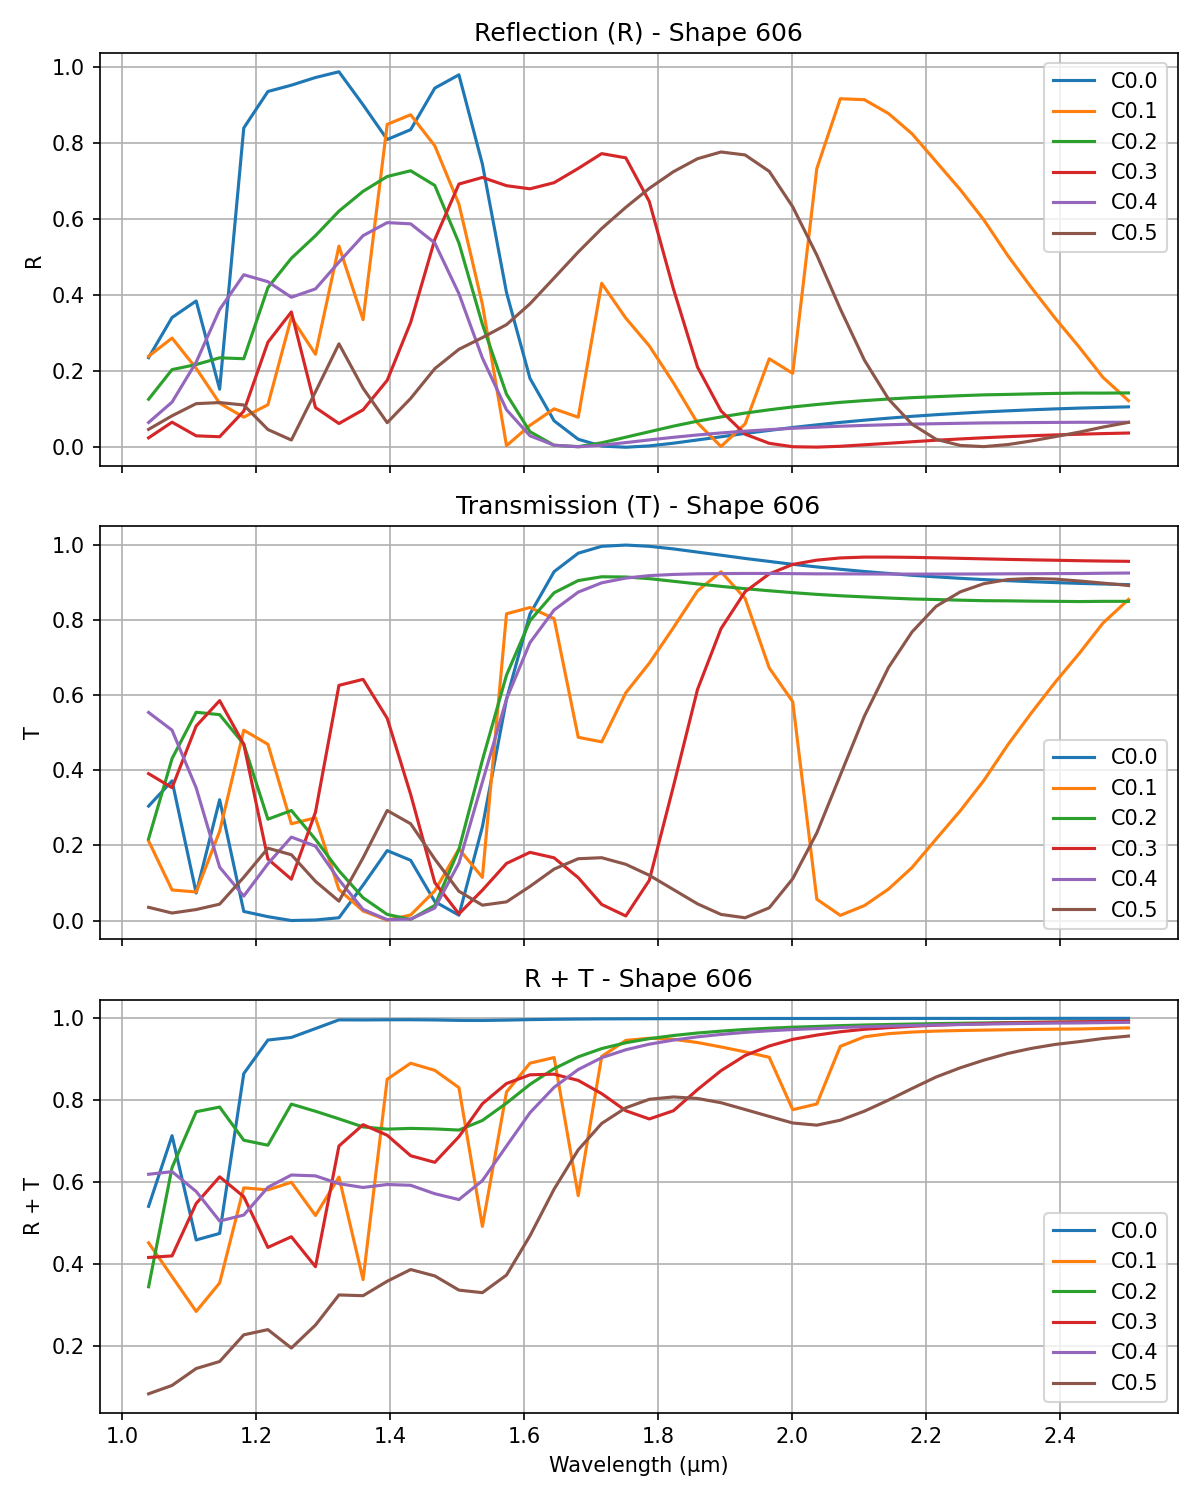 Reflection (R) - Shape 606
1.0
0.8
0.6
0.4
0.2
0.0
R
C0.0
C0.1
C0.2
C0.3
C0.4
C0.5
Transmission (T) - Shape 606
1.0
0.8
0.6
0.4
0.2
0.0
T
C0.0
C0.1
C0.2
C0.3
C0.4
C0.5
R + T - Shape 606
1.0
0.8
0.6
0.4
0.2
R + T
C0.0
C0.1
C0.2
C0.3
C0.4
C0.5
1.0 1.2 1.4 1.6 1.8 2.0 2.2 2.4
Wavelength (μm)